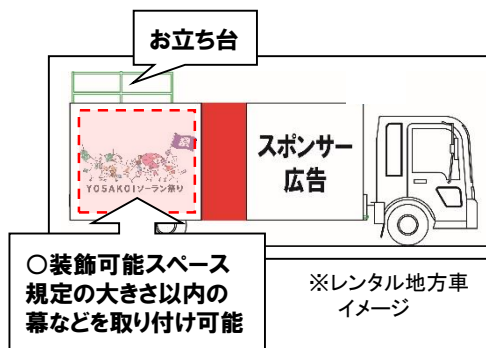 お立ち台
スポンサー
広告
YOSAKOIソーラン祭り
○装飾可能スペース
規定の大きさ以内の
幕などを取り付け可能
※レンタル地方車
イメージ